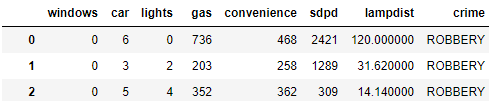 windows car lights gas convenience sdpd lampdist crime
0 0 6 0 736 468 2421 120.000000 ROBBERY
1 0 3 2 203 258 1289 31.620000 ROBBERY
2 0 5 4 352 362 309 14.140000 ROBBERY